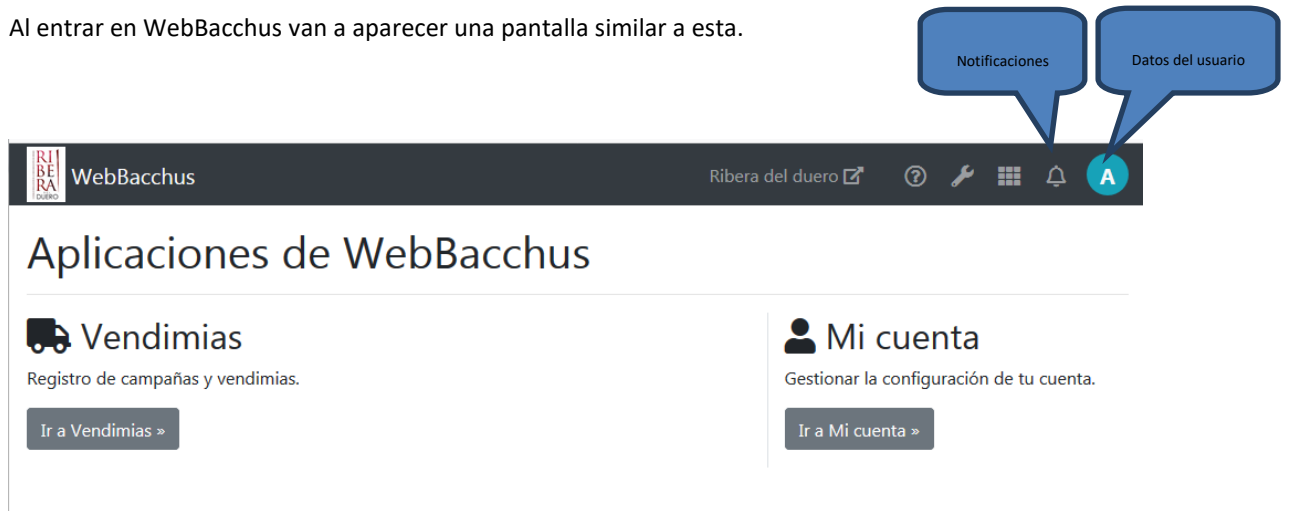 Al entrar en WebBacchus van a aparecer una pantalla similar a esta.
Notificaciones
Datos del usuario
RI
BE
RA
DUERO
WebBacchus
Ribera del duero
A
Aplicaciones de WebBacchus
Vendimias
Registro de campañas y vendimias.
Ir a Vendimias »
Mi cuenta
Gestionar la configuración de tu cuenta.
Ir a Mi cuenta »